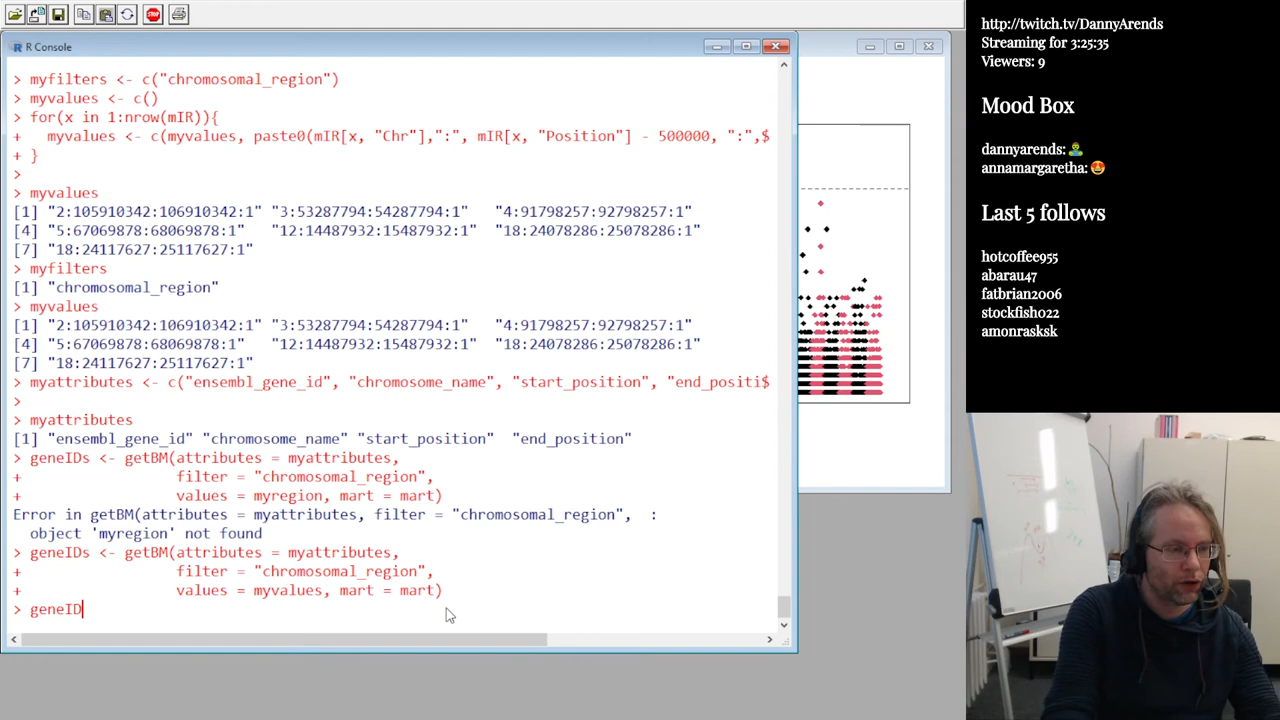 R Console
> myfilters <- c("chromosomal_region")
> myvalues <- c()
> for(x in 1:nrow(mIR)){
+   myvalues <- c(myvalues, paste0(mIR[x, "Chr"],":", mIR[x, "Position"] - 500000, ":",$
+ }
>
> myvalues
[1] "2:105910342:106910342:1" "3:53287794:54287794:1"   "4:91798257:92798257:1"
[4] "5:67069878:68069878:1"   "12:14487932:15487932:1"  "18:24078286:25078286:1"
[7] "18:24117627:25117627:1"
> myfilters
[1] "chromosomal_region"
> myvalues
[1] "2:105910342:106910342:1" "3:53287794:54287794:1"   "4:91798257:92798257:1"
[4] "5:67069878:68069878:1"   "12:14487932:15487932:1"  "18:24078286:25078286:1"
[7] "18:24117627:25117627:1"
> myattributes <- c("ensembl_gene_id", "chromosome_name", "start_position", "end_positi$
>
> myattributes
[1] "ensembl_gene_id" "chromosome_name" "start_position"  "end_position"
> geneIDs <- getBM(attributes = myattributes,
+                  filter = "chromosomal_region",
+                  values = myregion, mart = mart)
Error in getBM(attributes = myattributes, filter = "chromosomal_region",  :
  object 'myregion' not found
> geneIDs <- getBM(attributes = myattributes,
+                  filter = "chromosomal_region",
+                  values = myvalues, mart = mart)
> geneID
http://twitch.tv/DannyArends
Streaming for 3:25:35
Viewers: 9
Mood Box
dannyarends: 🧟‍♂️
annamargaretha: 😍
Last 5 follows
hotcoffee955
abarau47
fatbrian2006
stockfish022
amonrasksk